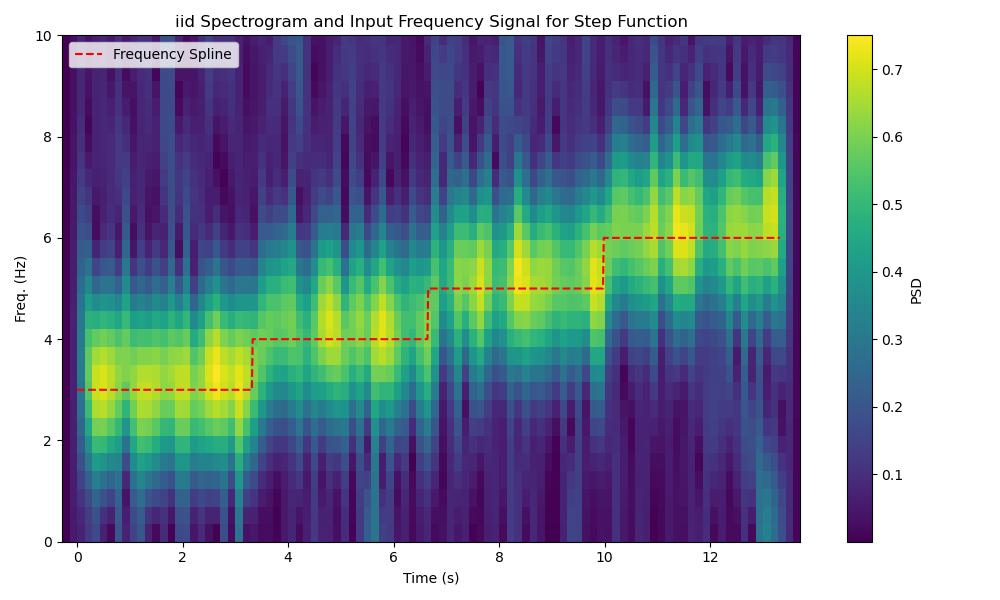 iid Spectrogram and Input Frequency Signal for Step Function
Frequency Spline
Freq. (Hz)
10
8
6
4
2
0
0 2 4 6 8 10 12
Time (s)
0.7
0.6
0.5
0.4
0.3
0.2
0.1
PSD